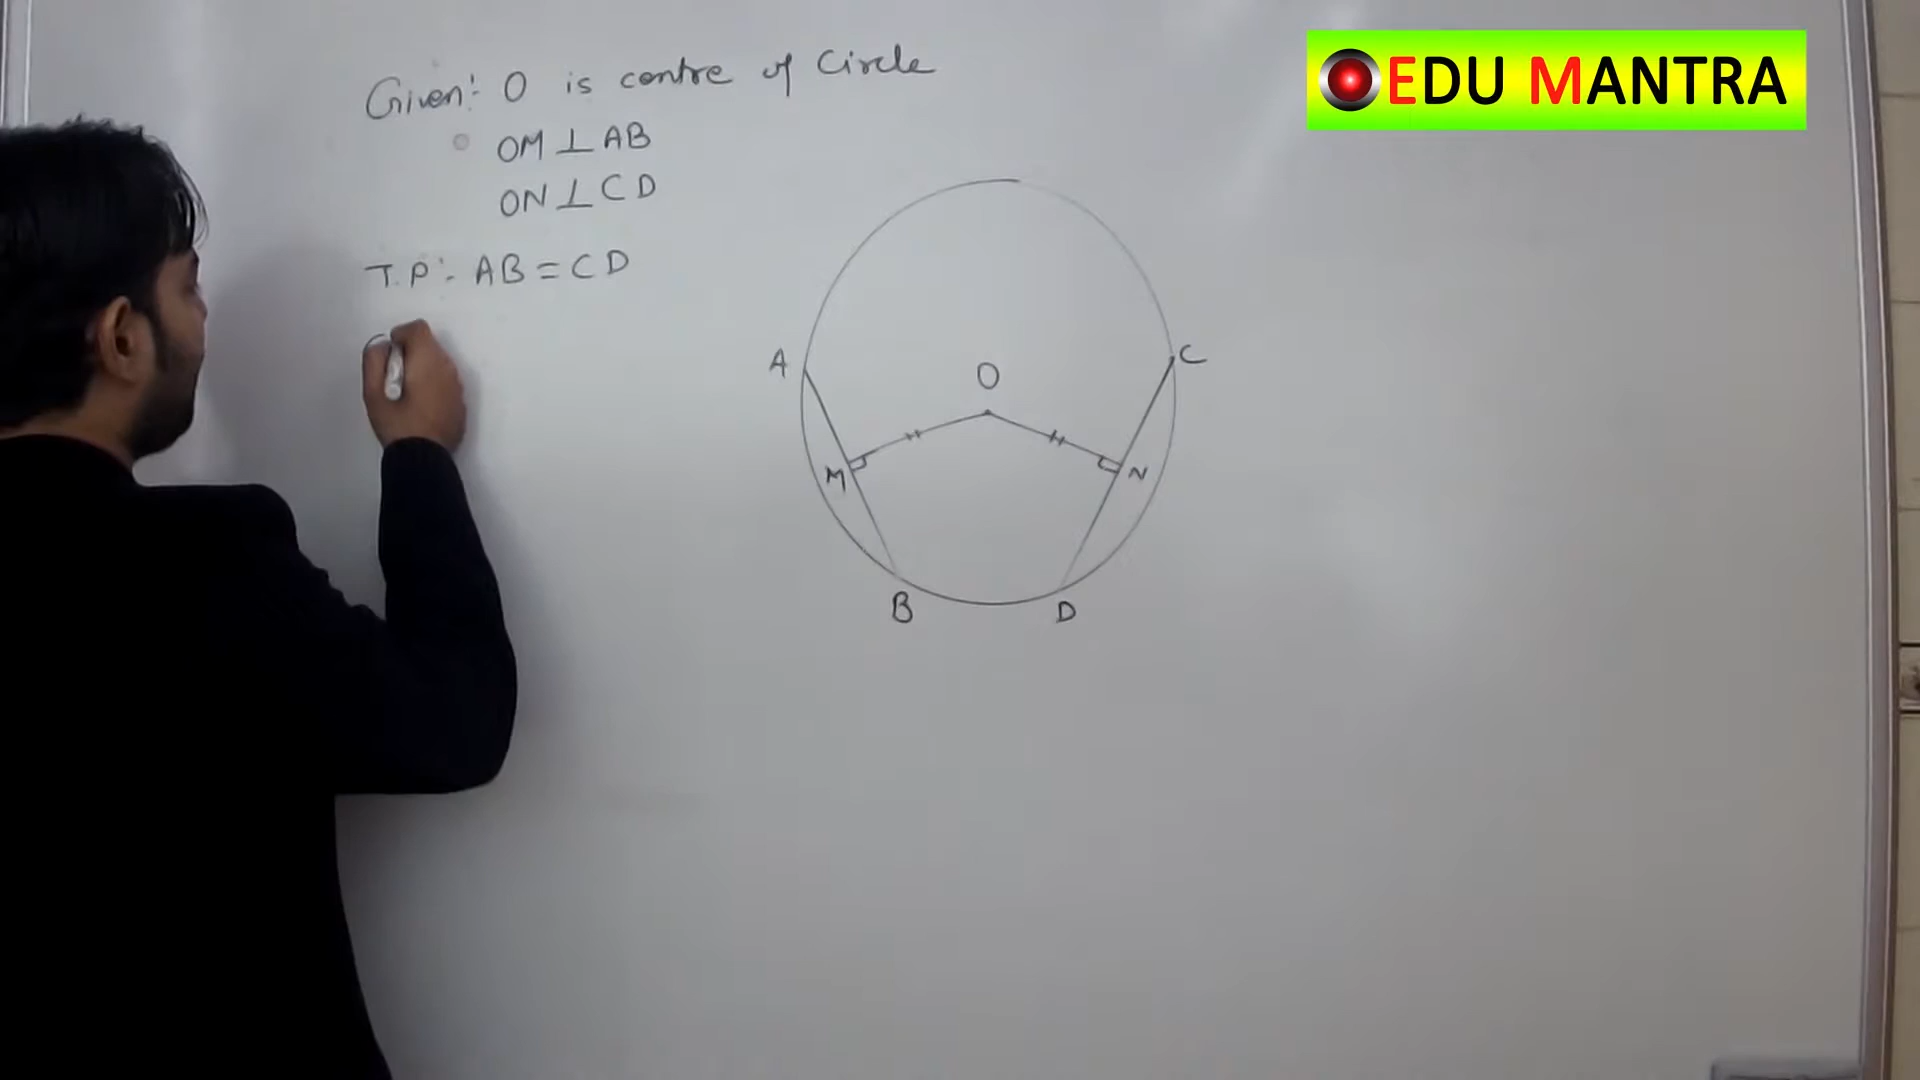 EDU MANTRA
Given:- O is centre of Circle
OM ⊥ AB
ON ⊥ CD
T.P:- AB = CD
A
C
O
M
N
B
D